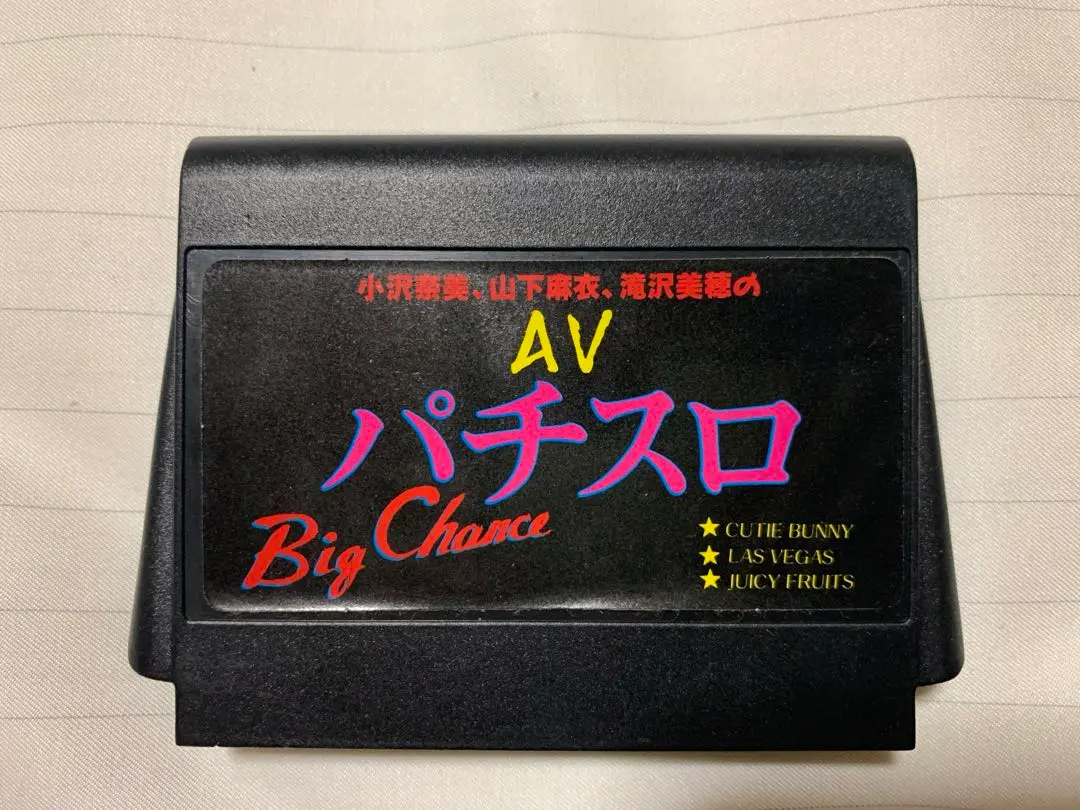 小沢奈美、山下麻衣、滝沢美穂の
AV
パチスロ
Big Chance
★ CUTIE BUNNY
★ LAS VEGAS
★ JUICY FRUITS